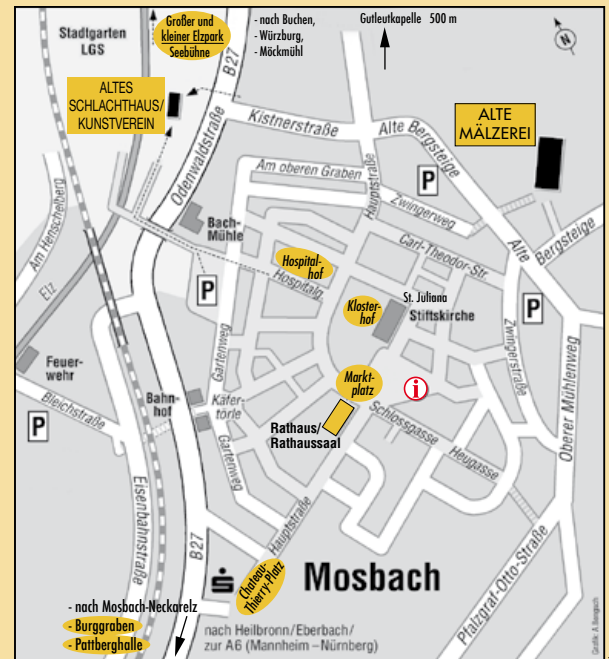 Großer und
kleiner Elzpark
Seebühne
- nach Buchen,
- Würzburg,
- Möckmühl
Gutleutkapelle 500 m
N
Stadtgarten
LGS
B27
ALTES
SCHLACHTHAUS/
KUNSTVEREIN
ALTE
MÄLZEREI
Kistnerstraße
Alte Bergsteige
Odenwaldstraße
Am oberen Graben
Hauptstraße
P
Zwingerweg
Alte
Bergsteige
Am Henschelberg
Elz
Bach-
Mühle
Carl-Theodor-Str.
Hospital-
hof
Hospitalg.
P
P
Kloster-
hof
St. Juliana
Stiftskirche
Gartenweg
Zwingerstraße
Oberer Mühlenweg
Feuer-
wehr
Markt-
platz
i
Bleichstraße
Bahn-
hof
Käfer-
törle
P
Rathaus/
Rathaussaal
Schlossgasse
Heugasse
Gartenweg
Eisenbahnstraße
Hauptstraße
B27
Pfalzgraf-Otto-Straße
Chateau-
Thierry-Platz
Mosbach
- nach Mosbach-Neckarelz
- Burggraben
- Pattberghalle
nach Heilbronn/Eberbach/
zur A6 (Mannheim–Nürnberg)